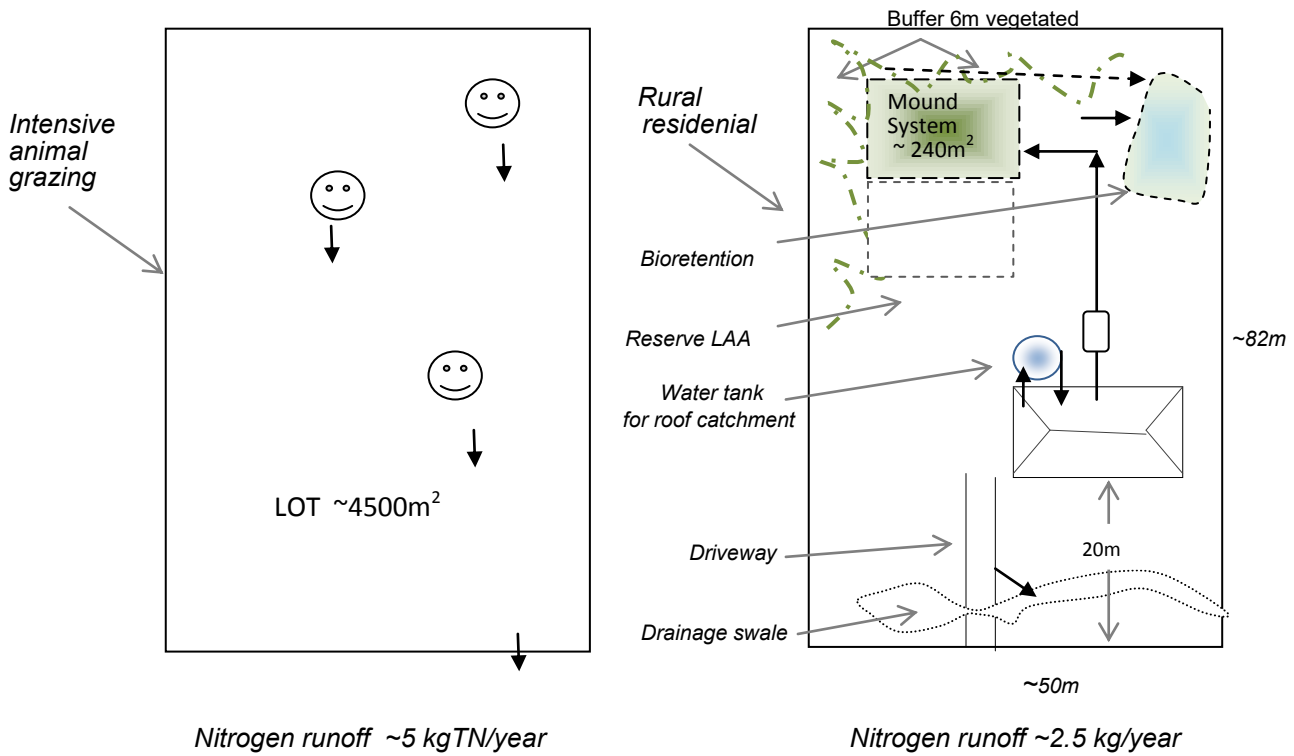 Buffer 6m vegetated
Intensive
animal
grazing
LOT ~4500m²
Nitrogen runoff ~5 kgTN/year
Rural
residenial
Mound
System
~ 240m²
Bioretention
Reserve LAA
Water tank
for roof catchment
~82m
Driveway
20m
Drainage swale
~50m
Nitrogen runoff ~2.5 kg/year